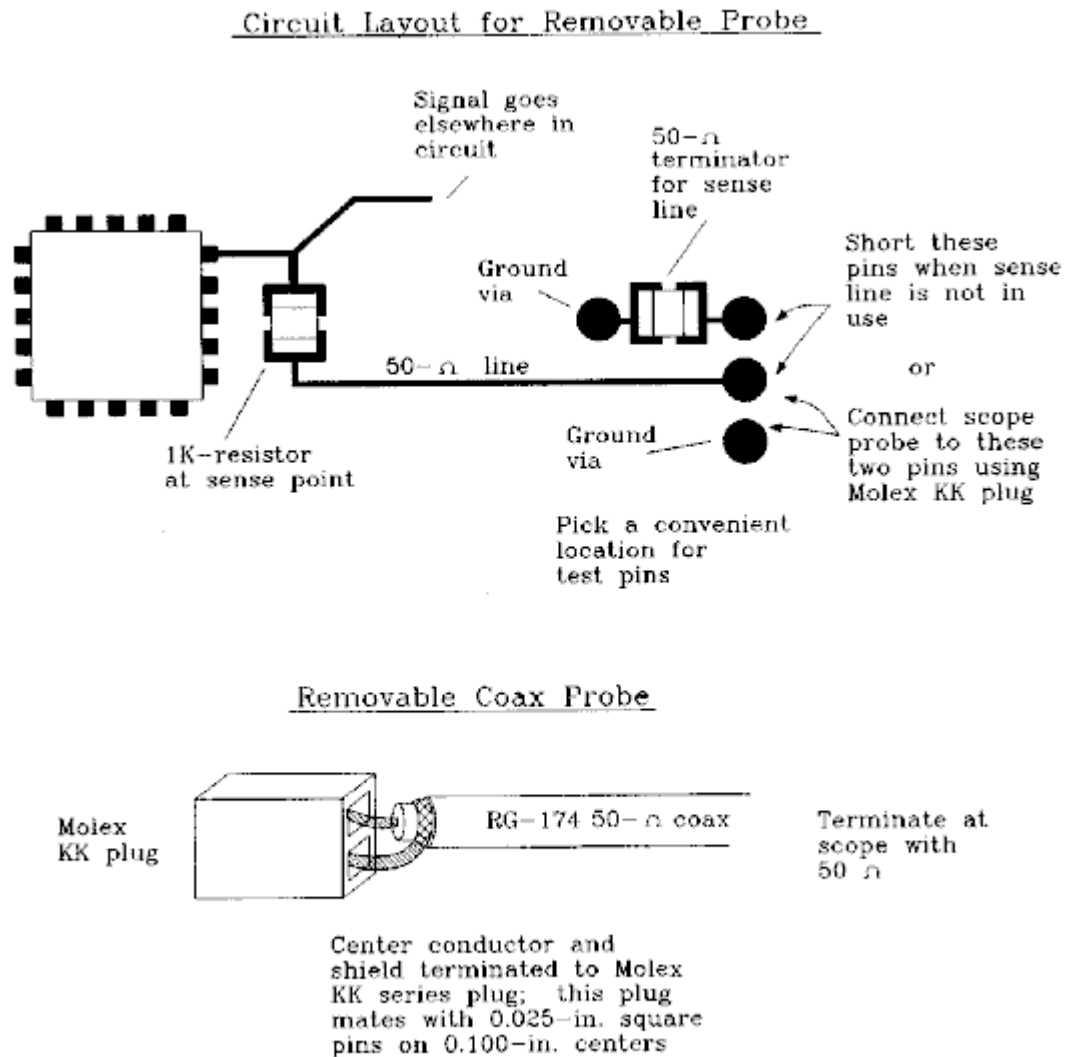 Circuit Layout for Removable Probe
Signal goes
elsewhere in
circuit
50-Ω
terminator
for sense
line
Ground
via
Short these
pins when sense
line is not in
use
or
50-Ω line
1K-resistor
at sense point
Ground
via
Connect scope
probe to these
two pins using
Molex KK plug
Pick a convenient
location for
test pins
Removable Coax Probe
Molex
KK plug
RG-174 50-Ω coax
Terminate at
scope with
50 Ω
Center conductor and
shield terminated to Molex
KK series plug; this plug
mates with 0.025-in. square
pins on 0.100-in. centers